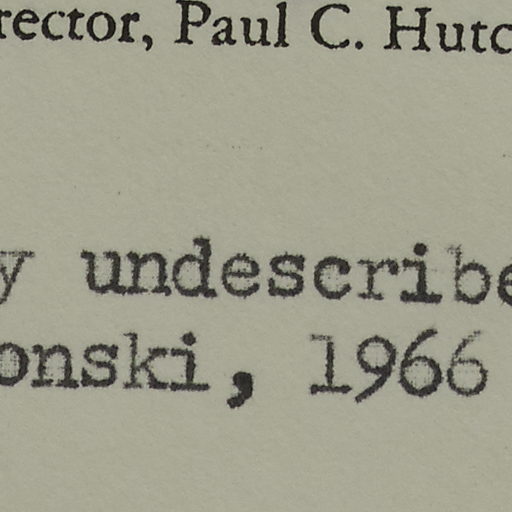 rector, Paul C. Hutc
y undescribe
onski, 1966